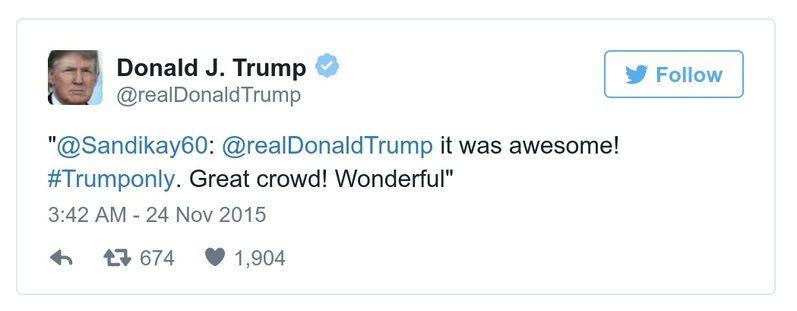 Donald J. Trump
@realDonaldTrump
Follow
"@Sandikay60: @realDonaldTrump it was awesome!
#Trumponly. Great crowd! Wonderful"
3:42 AM - 24 Nov 2015
674 1,904